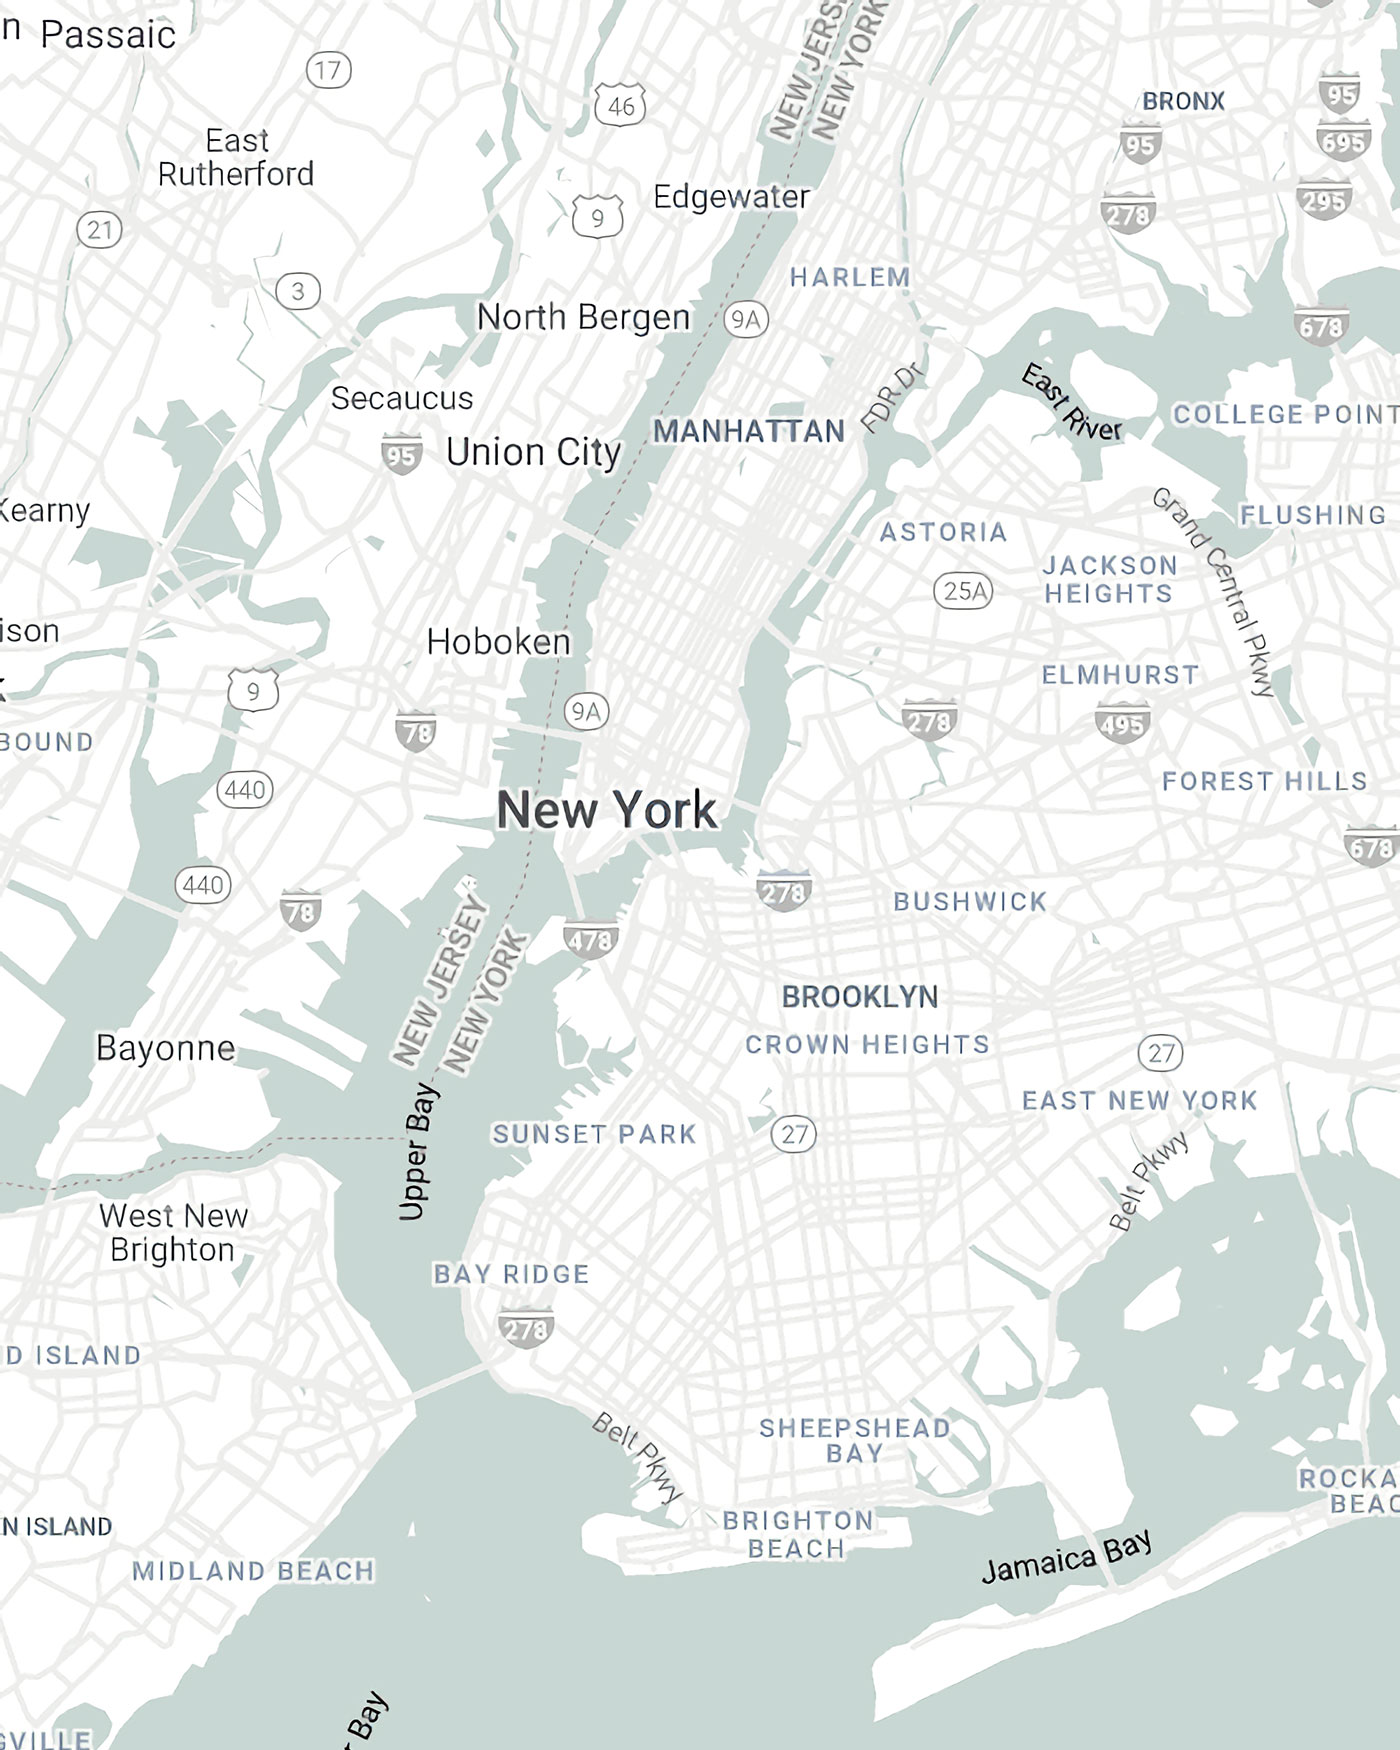 n Passaic
17
46
NEW JERS
NEW YORK
BRONX
95
95
695
East
Rutherford
Edgewater
9
278
295
21
HARLEM
3
North Bergen
9A
678
FDR Dr
East River
Secaucus
MANHATTAN
COLLEGE POINT
95
Union City
Kearny
Grand Central Pkwy
FLUSHING
ASTORIA
JACKSON
HEIGHTS
25A
ison
Hoboken
ELMHURST
9
9A
278
495
78
BOUND
440
New York
FOREST HILLS
678
440
278
78
BUSHWICK
478
NEW JERSEY
NEW YORK
BROOKLYN
CROWN HEIGHTS
Bayonne
27
EAST NEW YORK
Upper Bay
SUNSET PARK
27
Belt Pkwy
West New
Brighton
BAY RIDGE
278
D ISLAND
Belt Pkwy
SHEEPSHEAD
BAY
ROCKA
BEAC
N ISLAND
BRIGHTON
BEACH
Jamaica Bay
MIDLAND BEACH
r Bay
GVILLE